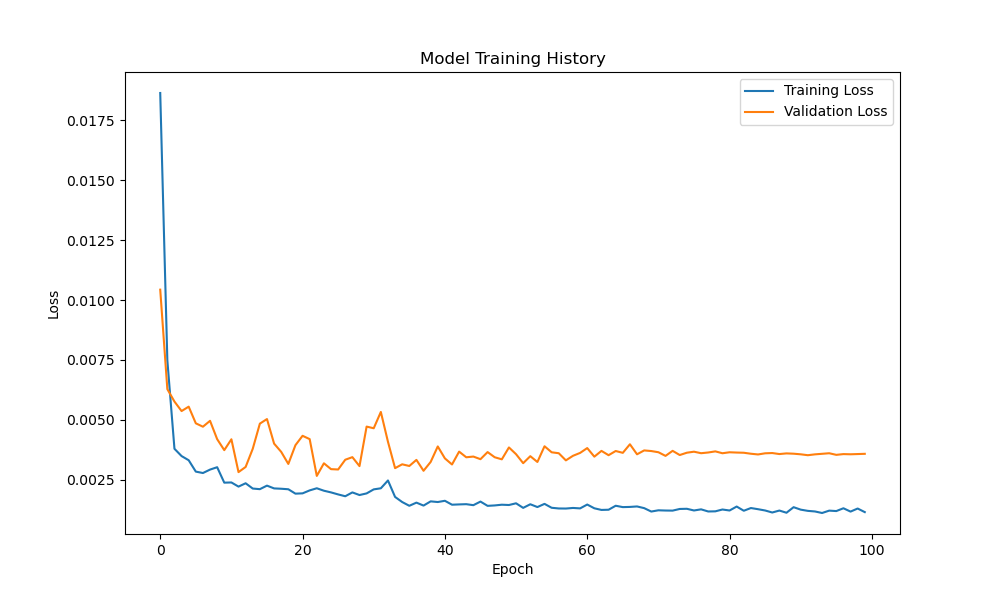 Model Training History
Training Loss
Validation Loss
0.0175
0.0150
0.0125
0.0100
0.0075
0.0050
0.0025
Loss
0
20
40
60
80
100
Epoch